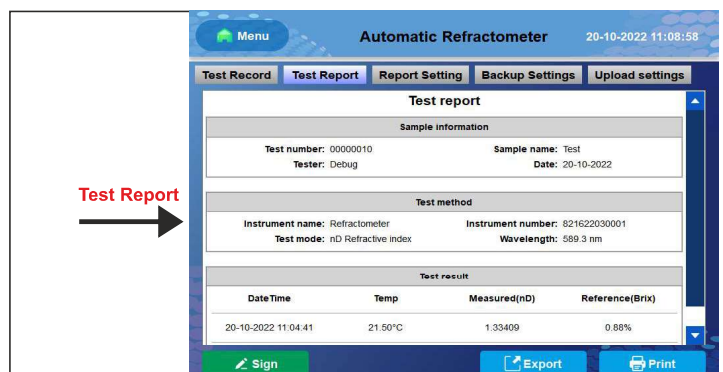 Menu
Automatic Refractometer
20-10-2022 11:08:58
Test Record Test Report Report Setting Backup Settings Upload settings
Test report
Sample information
Test number: 00000010 Sample name: Test
Tester: Debug Date: 20-10-2022
Test Report
Test method
Instrument name: Refractometer Instrument number: 821622030001
Test mode: nD Refractive index Wavelength: 589.3 nm
Test result
DateTime Temp Measured(nD) Reference(Brix)
20-10-2022 11:04:41 21.50°C 1.33409 0.88%
Sign Export Print